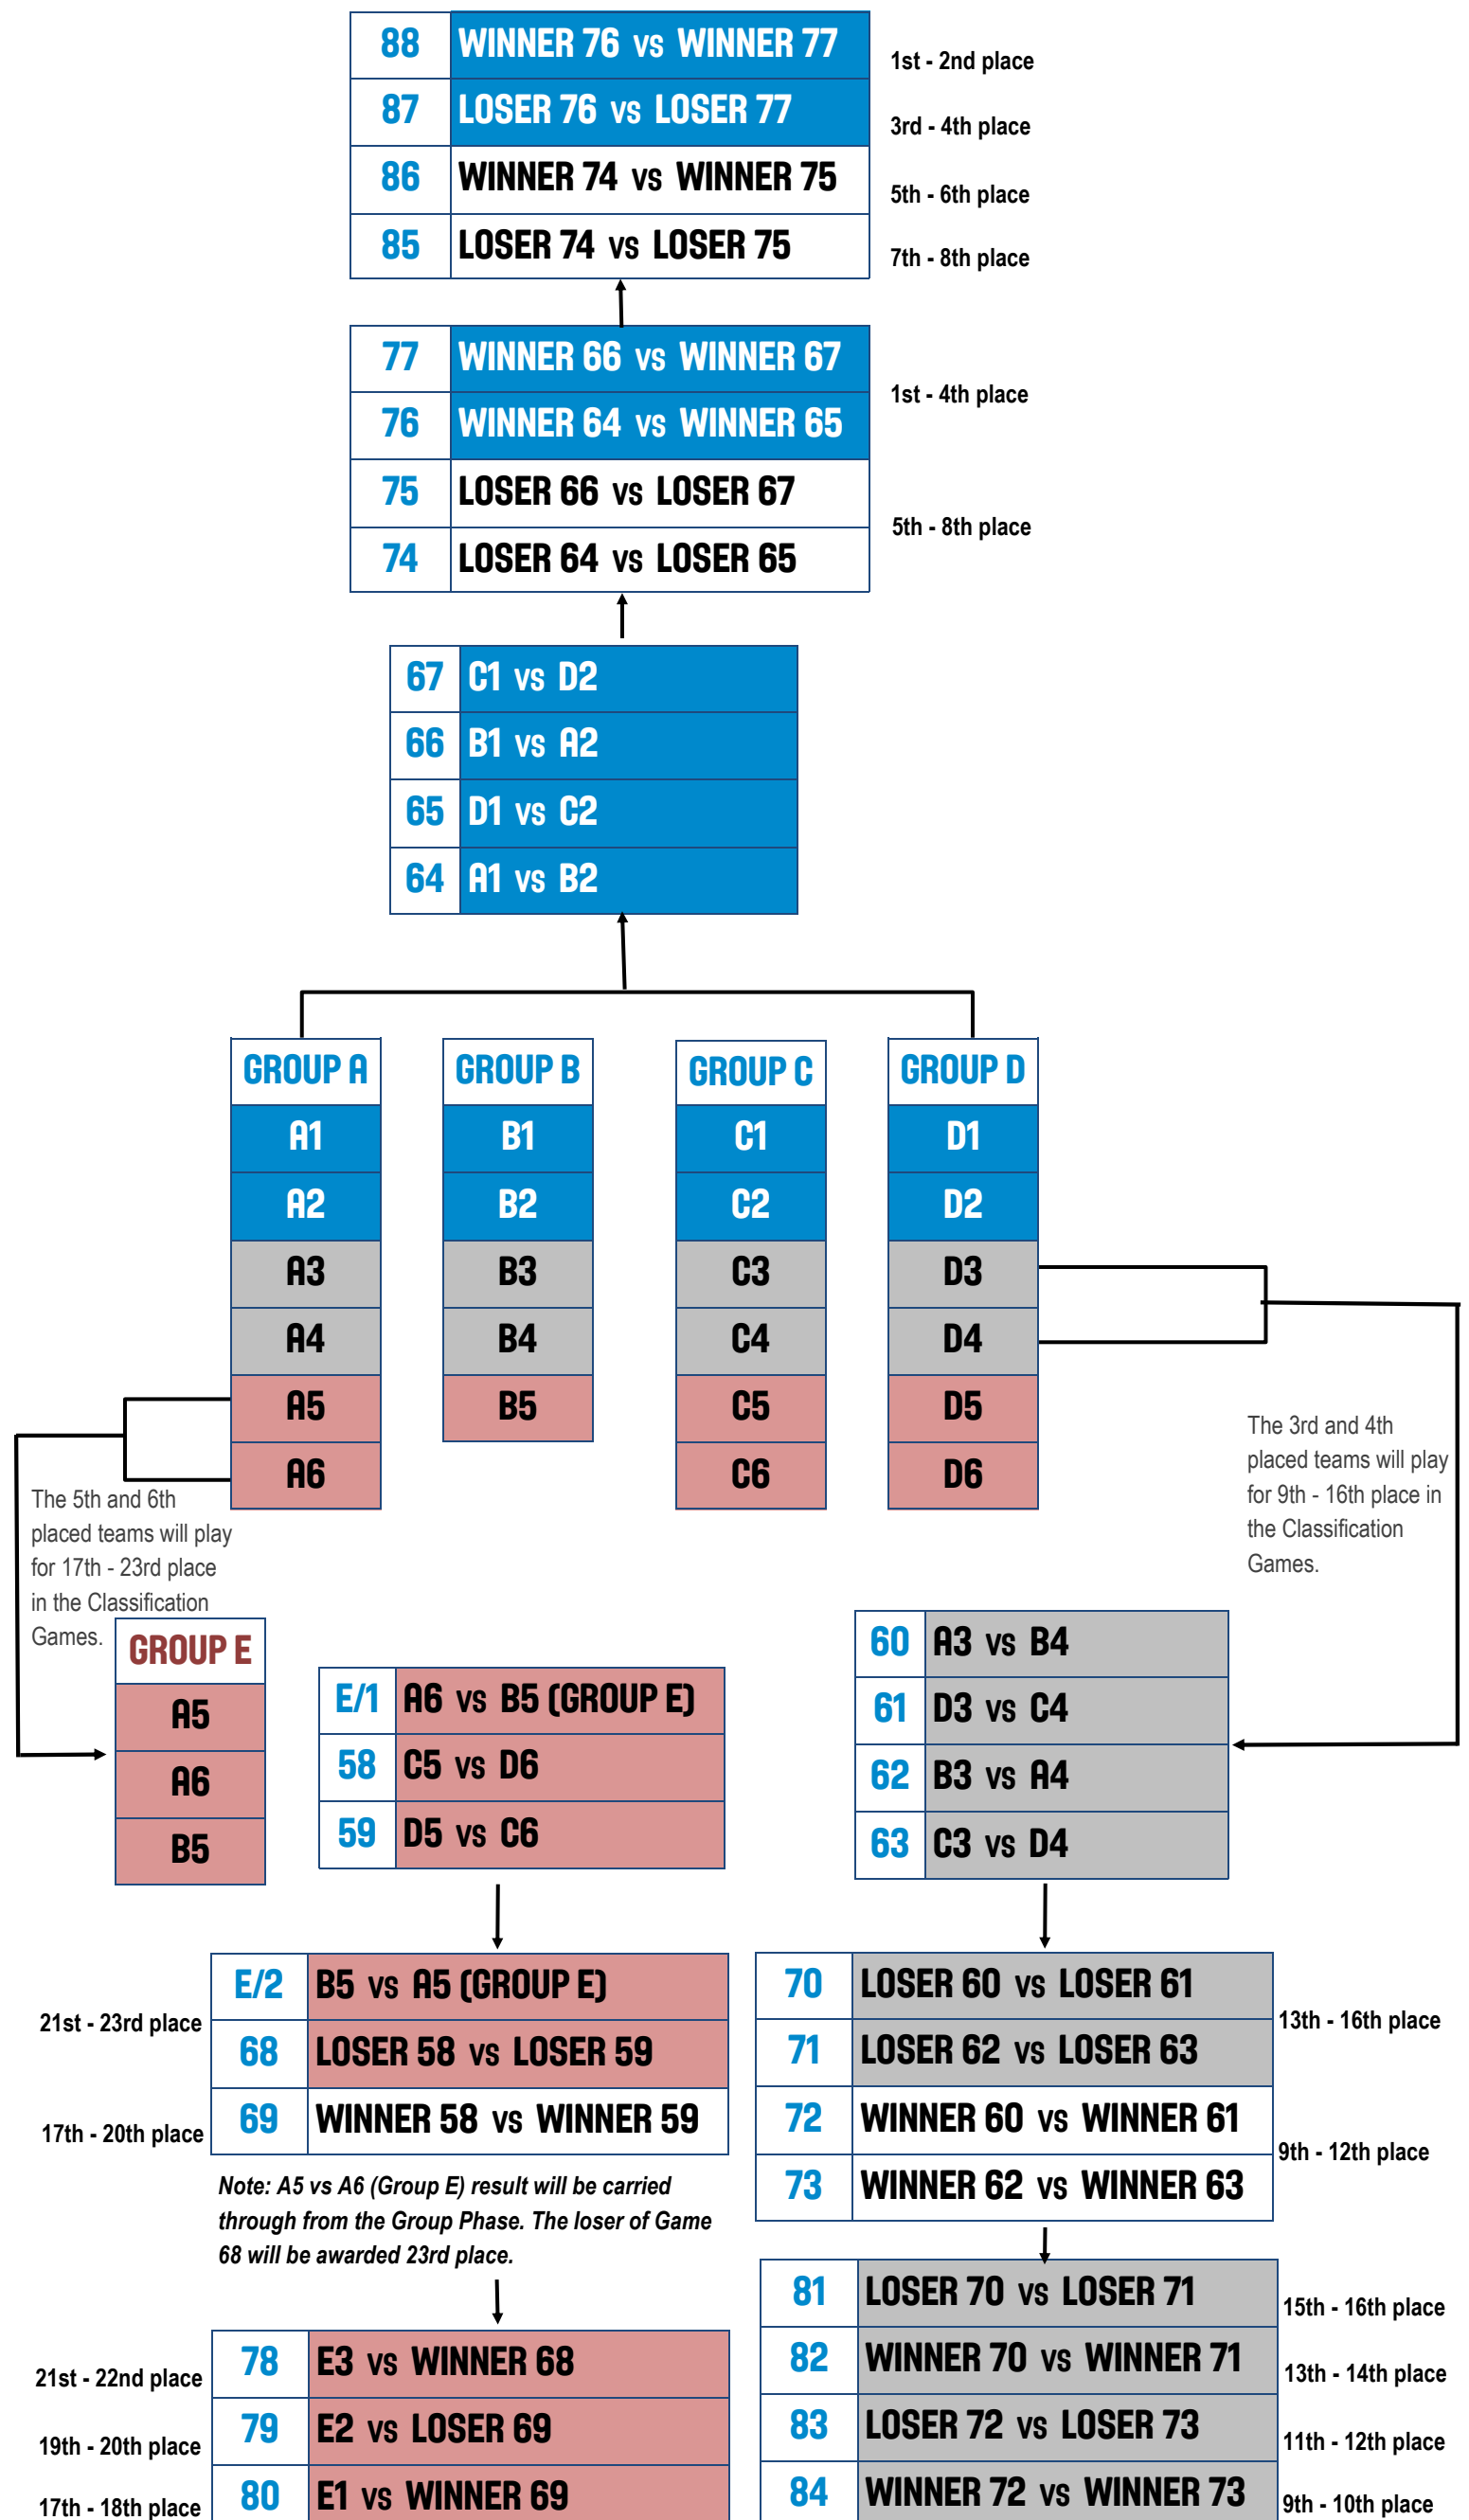 88 WINNER 76 vs WINNER 77 1st - 2nd place
87 LOSER 76 vs LOSER 77 3rd - 4th place
86 WINNER 74 vs WINNER 75 5th - 6th place
85 LOSER 74 vs LOSER 75 7th - 8th place
77 WINNER 66 vs WINNER 67
1st - 4th place
76 WINNER 64 vs WINNER 65
75 LOSER 66 vs LOSER 67
5th - 8th place
74 LOSER 64 vs LOSER 65
67 C1 vs D2
66 B1 vs A2
65 D1 vs C2
64 A1 vs B2
GROUP A GROUP B GROUP C GROUP D
A1 B1 C1 D1
A2 B2 C2 D2
A3 B3 C3 D3
A4 B4 C4 D4
A5 B5 C5 D5
A6 C6 D6
The 3rd and 4th
placed teams will play
for 9th - 16th place in
the Classification
Games.
The 5th and 6th
placed teams will play
for 17th - 23rd place
in the Classification
Games.
GROUP E
A5
A6
B5
E/1 A6 vs B5 (GROUP E)
58 C5 vs D6
59 D5 vs C6
60 A3 vs B4
61 D3 vs C4
62 B3 vs A4
63 C3 vs D4
E/2 B5 vs A5 (GROUP E)
21st - 23rd place
68 LOSER 58 vs LOSER 59
17th - 20th place 69 WINNER 58 vs WINNER 59
Note: A5 vs A6 (Group E) result will be carried
through from the Group Phase. The loser of Game
68 will be awarded 23rd place.
70 LOSER 60 vs LOSER 61
13th - 16th place
71 LOSER 62 vs LOSER 63
72 WINNER 60 vs WINNER 61
9th - 12th place
73 WINNER 62 vs WINNER 63
21st - 22nd place 78 E3 vs WINNER 68
19th - 20th place 79 E2 vs LOSER 69
17th - 18th place 80 E1 vs WINNER 69
81 LOSER 70 vs LOSER 71 15th - 16th place
82 WINNER 70 vs WINNER 71 13th - 14th place
83 LOSER 72 vs LOSER 73 11th - 12th place
84 WINNER 72 vs WINNER 73 9th - 10th place